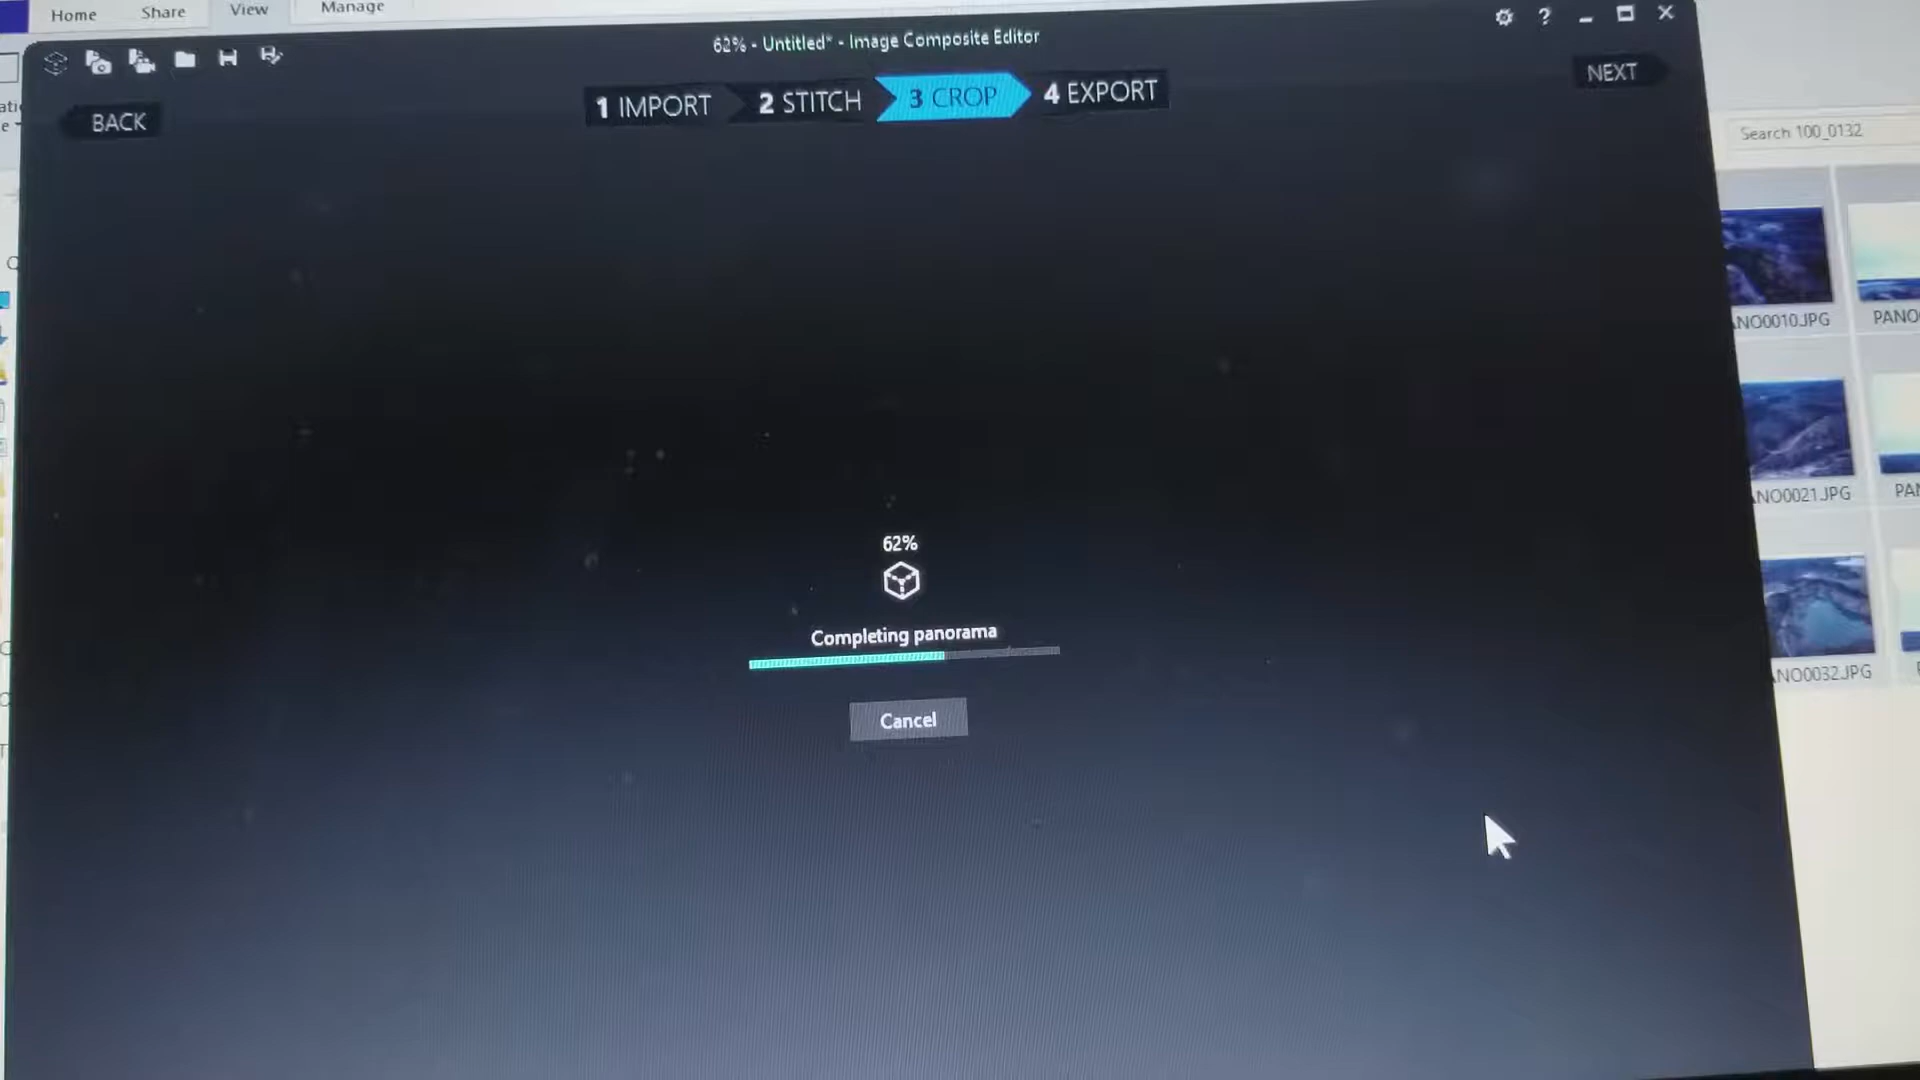 Home Share View Manage
62% - Untitled* - Image Composite Editor
?
BACK
1 IMPORT
2 STITCH
3 CROP
4 EXPORT
NEXT
Search 100_0132
NO0010.JPG
PANO
NO0021.JPG
PAN
NO0032.JPG
62%
Completing panorama
Cancel